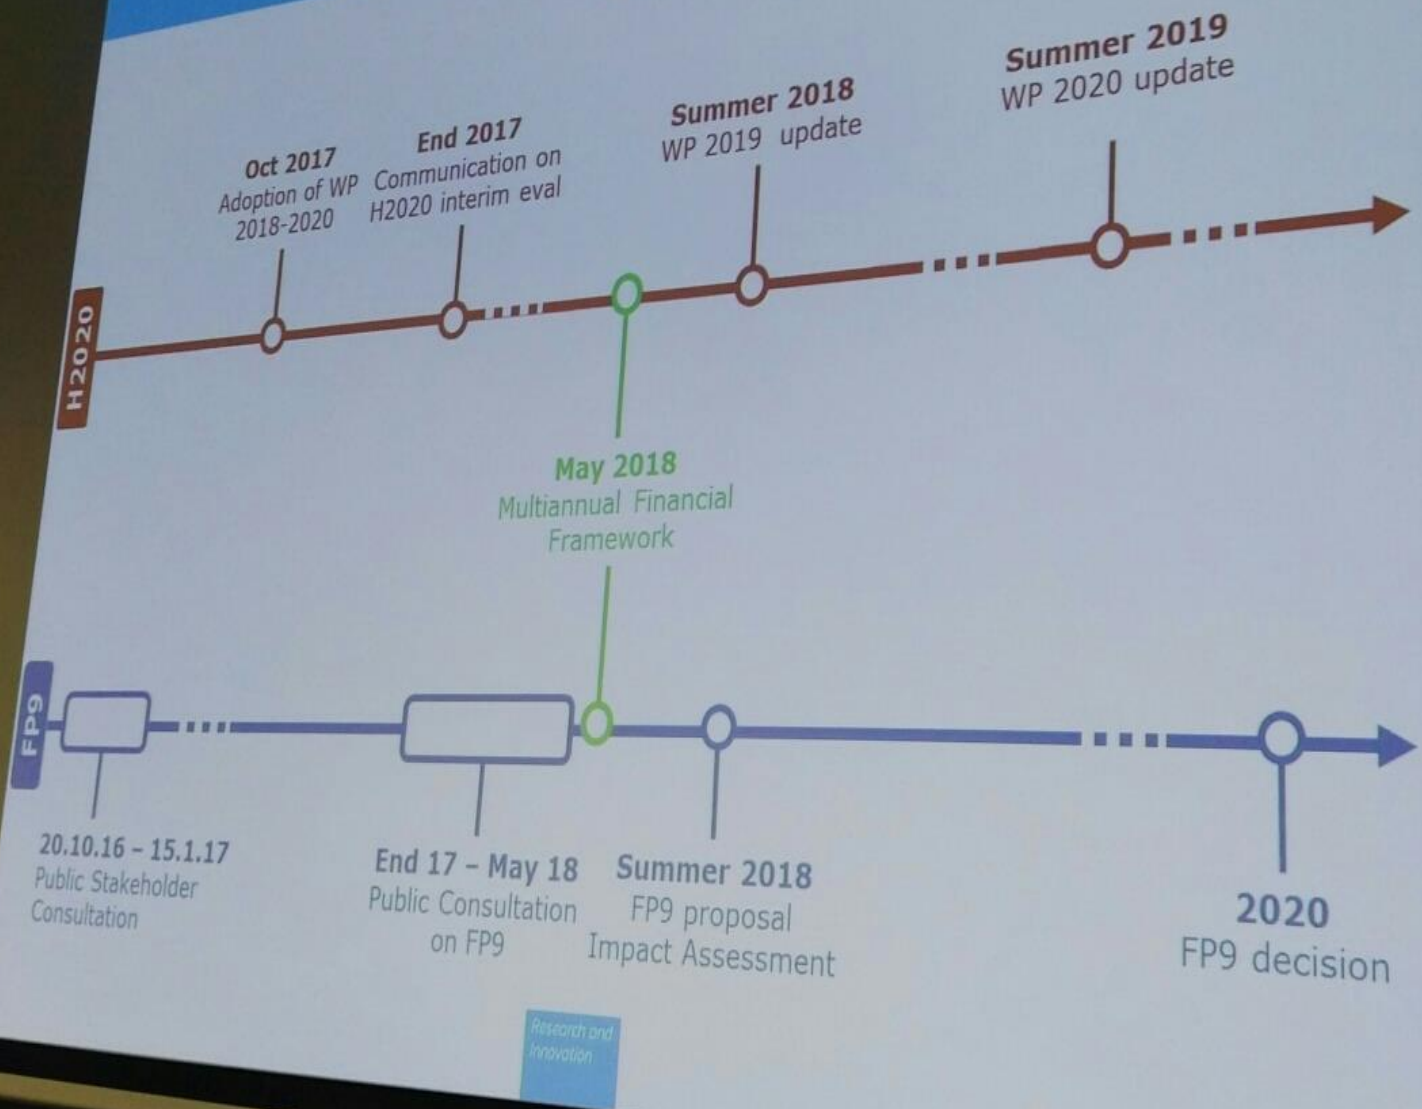 Summer 2019
WP 2020 update
Summer 2018
WP 2019 update
End 2017
Communication on
H2020 interim eval
Oct 2017
Adoption of WP
2018-2020
H2020
May 2018
Multiannual Financial
Framework
FP9
20.10.16 – 15.1.17
Public Stakeholder
Consultation
End 17 – May 18
Public Consultation
on FP9
Summer 2018
FP9 proposal
Impact Assessment
2020
FP9 decision
Research and
Innovation